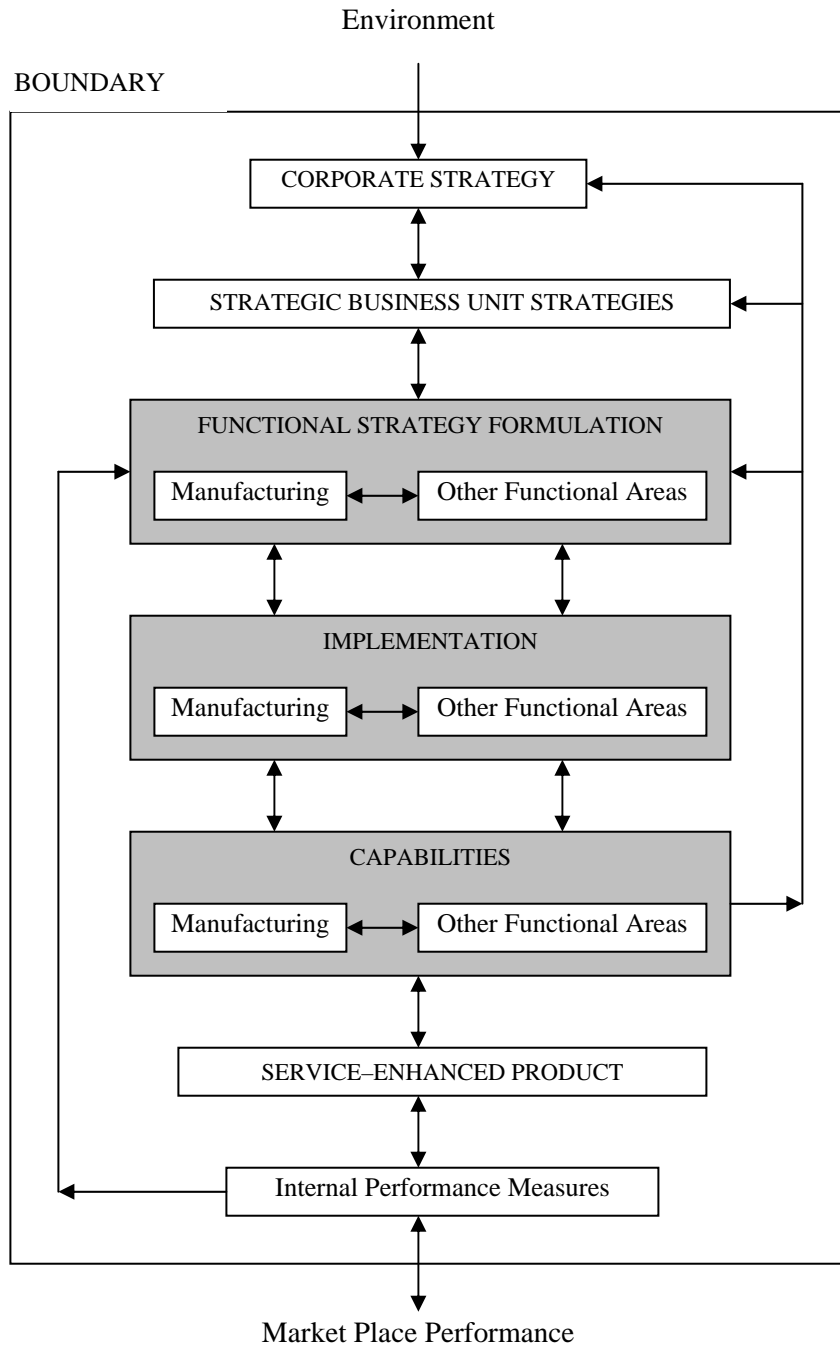 Environment
BOUNDARY
CORPORATE STRATEGY
STRATEGIC BUSINESS UNIT STRATEGIES
FUNCTIONAL STRATEGY FORMULATION
Manufacturing
Other Functional Areas
IMPLEMENTATION
Manufacturing
Other Functional Areas
CAPABILITIES
Manufacturing
Other Functional Areas
SERVICE–ENHANCED PRODUCT
Internal Performance Measures
Market Place Performance